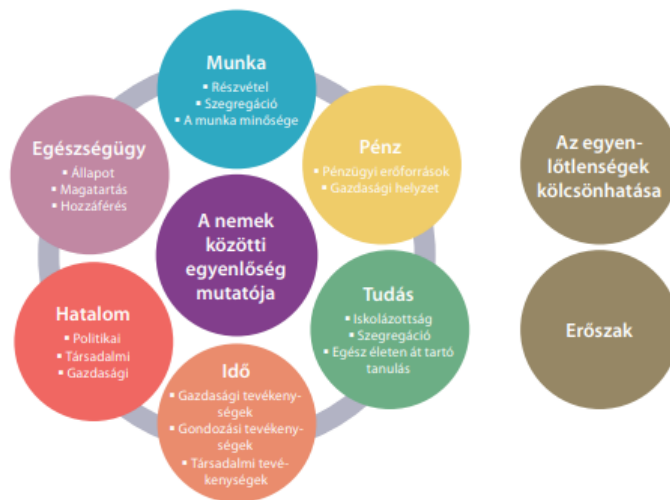 Munka
▪ Részvétel
▪ Szegregáció
▪ A munka minősége
Pénz
▪ Pénzügyi erőforrások
▪ Gazdasági helyzet
Tudás
▪ Iskolázottság
▪ Szegregáció
▪ Egész életen át tartó
tanulás
Idő
▪ Gazdasági tevékeny-
ségek
▪ Gondozási tevékeny-
ségek
▪ Társadalmi tevé-
kenységek
Hatalom
▪ Politikai
▪ Társadalmi
▪ Gazdasági
Egészségügy
▪ Állapot
▪ Magatartás
▪ Hozzáférés
A nemek
közötti
egyenlőség
mutatója
Az egyen-
lőtlenségek
kölcsönhatása
Erőszak